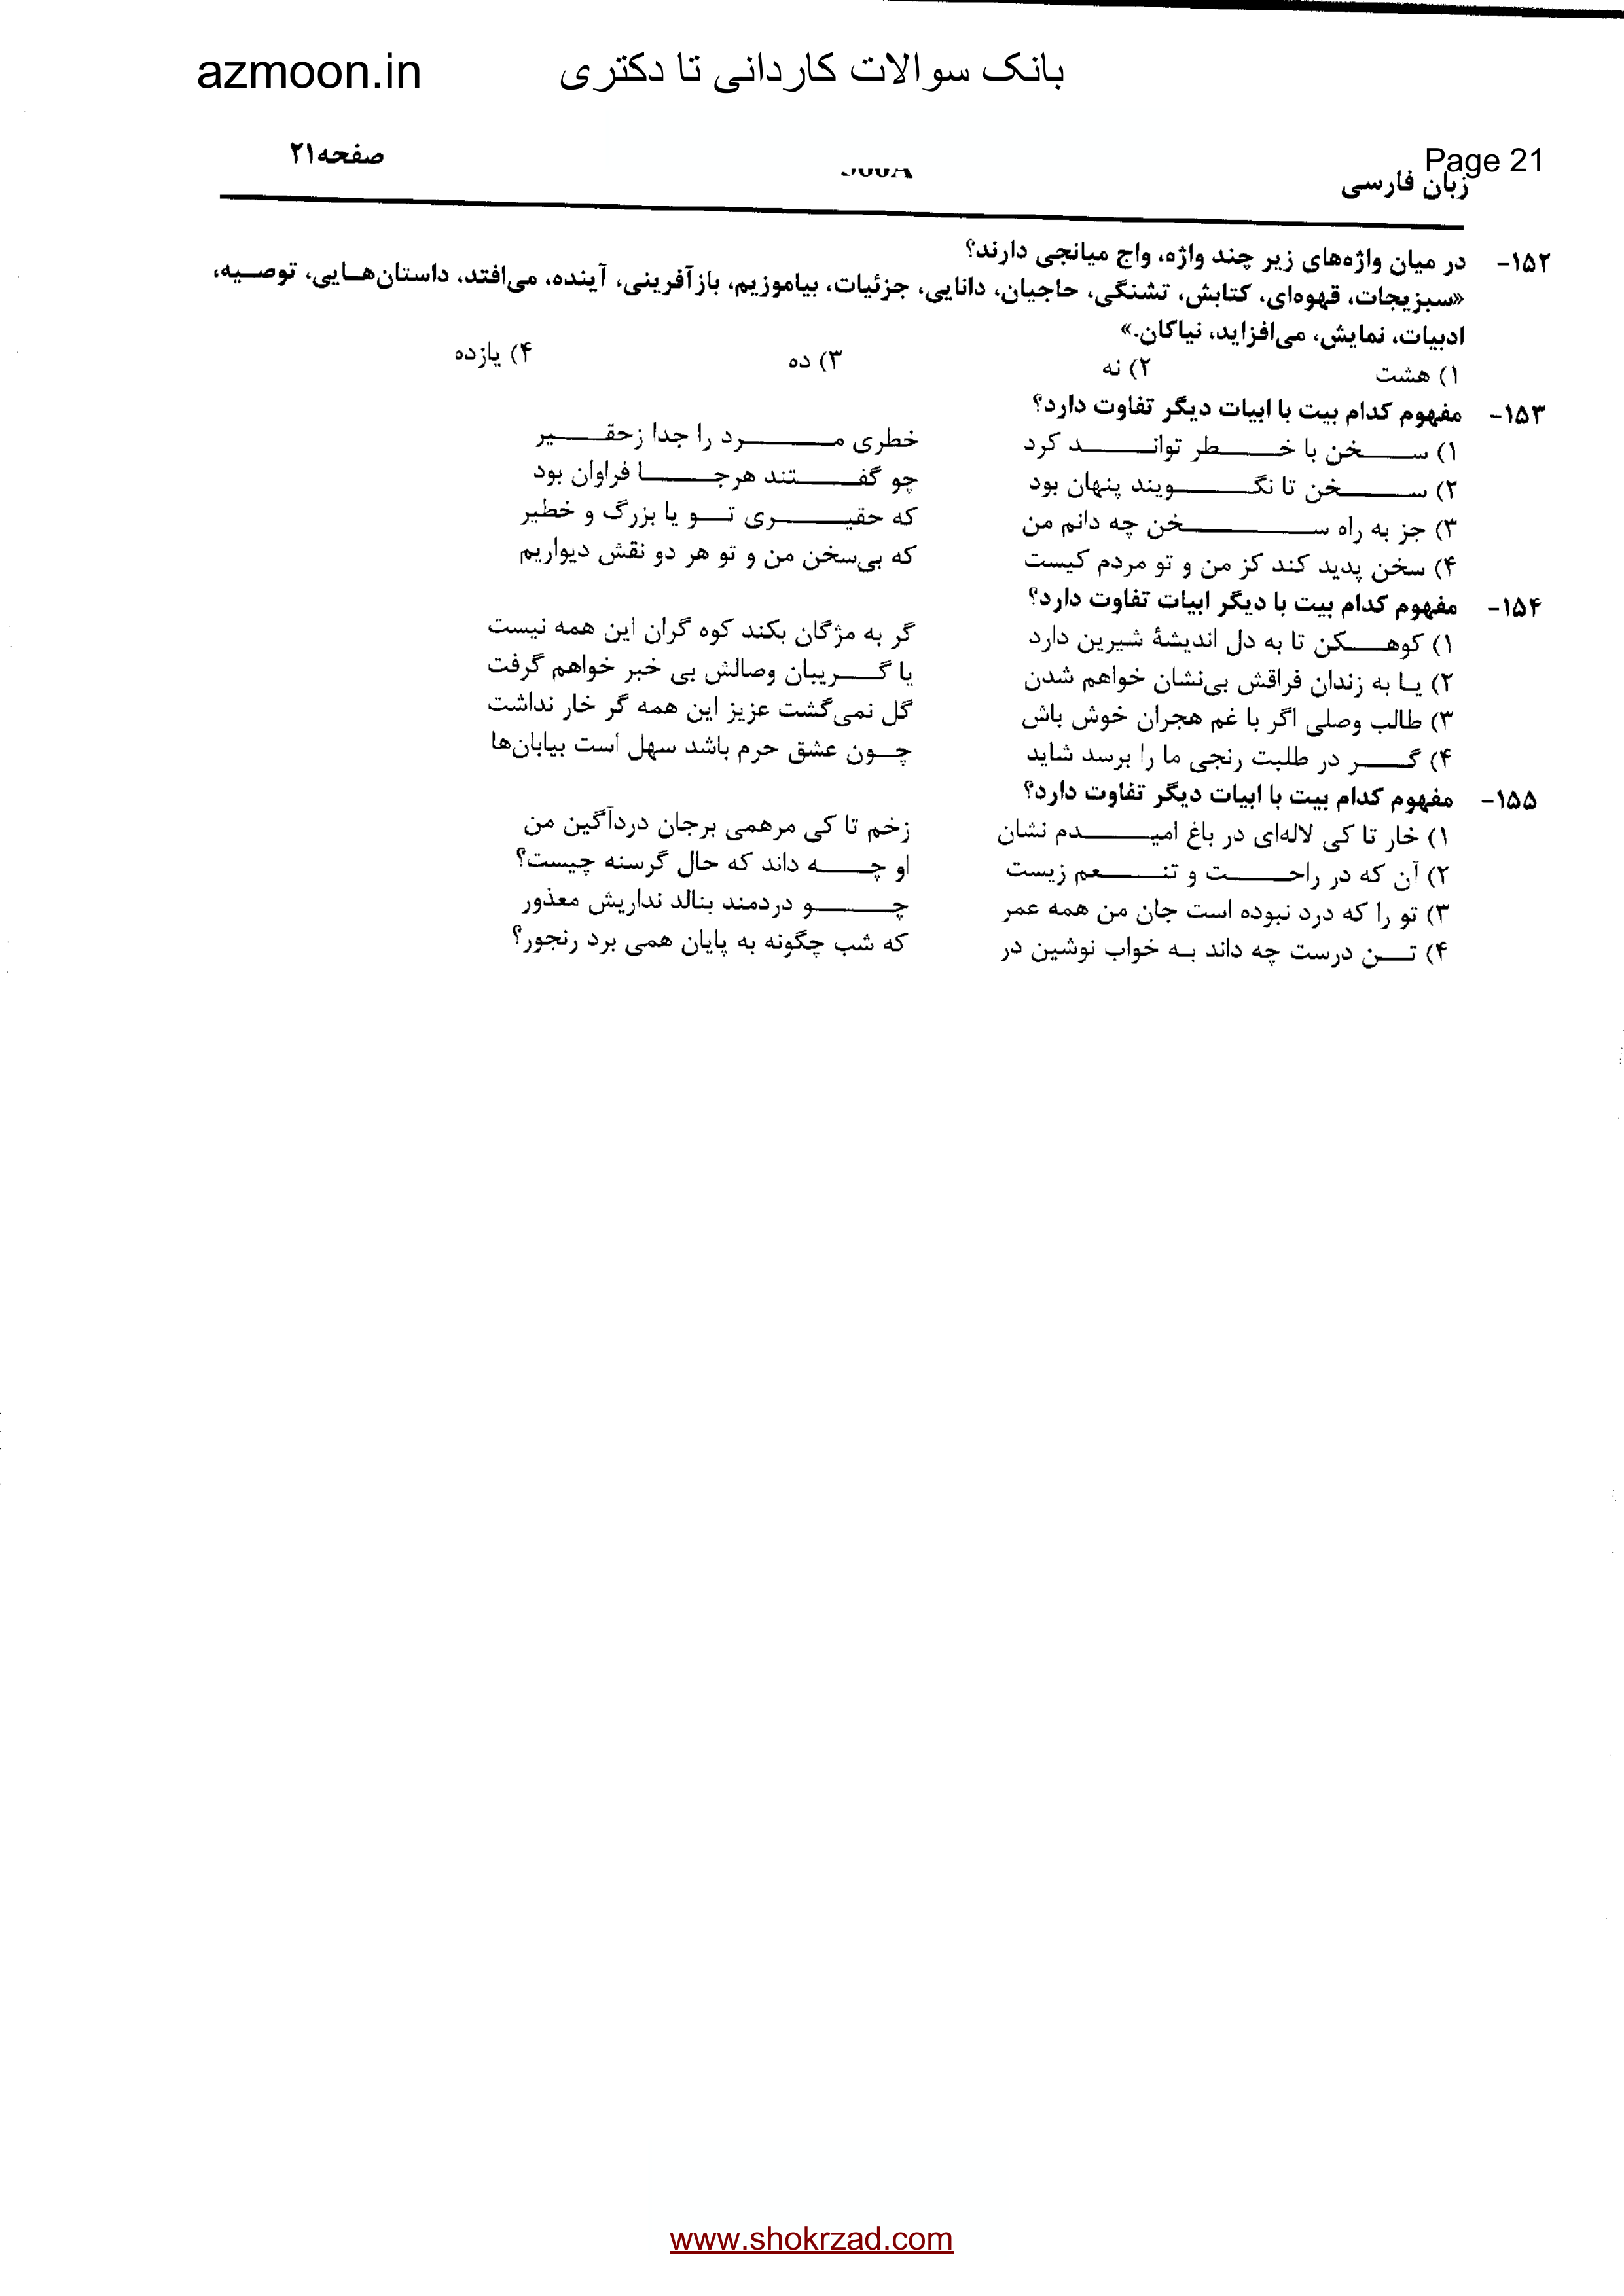 azmoon.in بانک سوالات کاردانی تا دکتری
Page 21
صفحه۲۱
زبان فارسی
۱۵۲- در میان واژه‌های زیر چند واژه، واج میانجی دارند؟
«سبزیجات، قهوه‌ای، کتابش، تشنگی، حاجیان، دانایی، جزئیات، بیاموزیم، بازآفرینی، آینده، می‌افتد، داستان‌هایی، توصیه،
ادبیات، نمایش، می‌افزاید، نیاکان.»
۱) هشت ۲) نه ۳) ده ۴) یازده
۱۵۳- مفهوم کدام بیت با ابیات دیگر تفاوت دارد؟
۱) سخن با خطر تواند کرد خطری مرد را جدا زحقیر
۲) سخن تا نگویند پنهان بود چو گفتند هرجا فراوان بود
۳) جز به راه سخن چه دانم من که حقیری تو یا بزرگ و خطیر
۴) سخن پدید کند کز من و تو مردم کیست که بی‌سخن من و تو هر دو نقش دیواریم
۱۵۴- مفهوم کدام بیت با دیگر ابیات تفاوت دارد؟
۱) کوهکن تا به دل اندیشهٔ شیرین دارد گر به مژگان بکند کوه گران این همه نیست
۲) یا به زندان فراقش بی‌نشان خواهم شدن یا گریبان وصالش بی خبر خواهم گرفت
۳) طالب وصلی اگر با غم هجران خوش باش گل نمی‌گشت عزیز این همه گر خار نداشت
۴) گر در طلبت رنجی ما را برسد شاید چون عشق حرم باشد سهل است بیابان‌ها
۱۵۵- مفهوم کدام بیت با ابیات دیگر تفاوت دارد؟
۱) خار تا کی لاله‌ای در باغ امیدم نشان زخم تا کی مرهمی برجان دردآگین من
۲) آن که در راحت و تنعم زیست او چه داند که حال گرسنه چیست؟
۳) تو را که درد نبوده است جان من همه عمر چو دردمند بنالد نداریش معذور
۴) تن درست چه داند به خواب نوشین در که شب چگونه به پایان همی برد رنجور؟
www.shokrzad.com